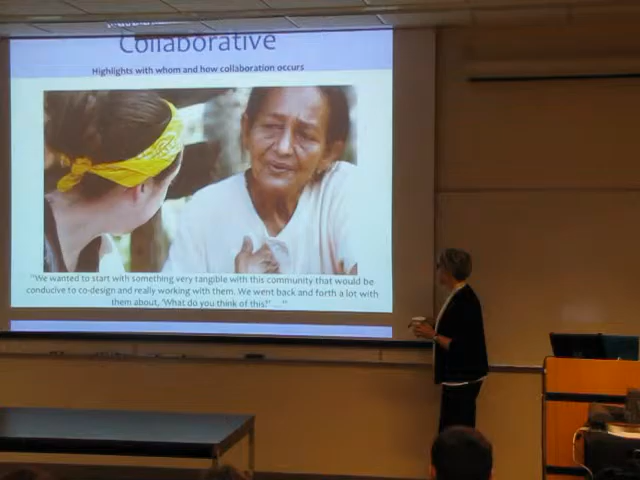 Collaborative
Highlights with whom and how collaboration occurs
"We wanted to start with something very tangible with this community that would be
conducive to co-design and really working with them. We went back and forth a lot with
them about, 'What do you think of this?' ... "